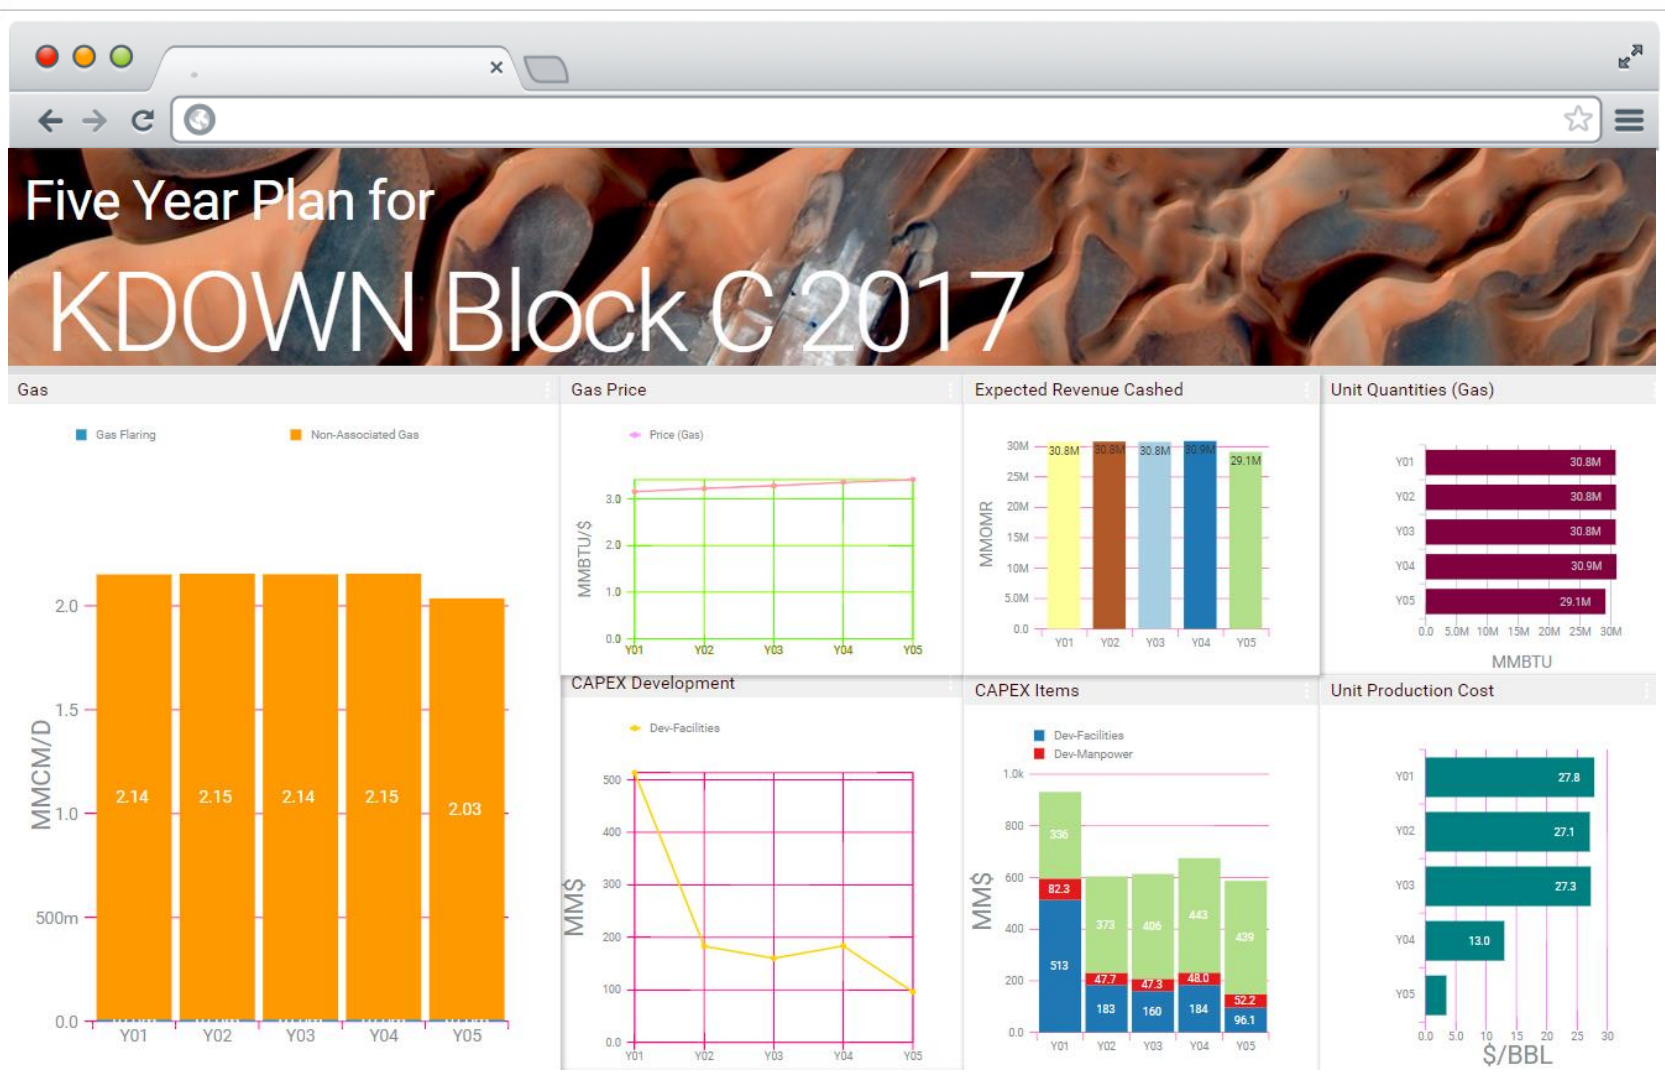 Five Year Plan for
KDOWN Block C 2017
Gas
Gas Flaring
Non-Associated Gas
MMCM/D
2.0
1.5
1.0
500m
0.0
2.14
2.15
2.14
2.15
2.03
Y01
Y02
Y03
Y04
Y05
Gas Price
Price (Gas)
MMBTU/$
3.0
2.0
1.0
0.0
Y01
Y02
Y03
Y04
Y05
Expected Revenue Cashed
MMOMR
30M
25M
20M
15M
10M
5.0M
0.0
30.8M
30.8M
30.8M
30.9M
29.1M
Y01
Y02
Y03
Y04
Y05
Unit Quantities (Gas)
Y01
30.8M
Y02
30.8M
Y03
30.8M
Y04
30.9M
Y05
29.1M
0.0 5.0M 10M 15M 20M 25M 30M
MMBTU
CAPEX Development
Dev-Facilities
MM$
500
400
300
200
100
0.0
Y01
Y02
Y03
Y04
Y05
CAPEX Items
Dev-Facilities
Dev-Manpower
MM$
1.0k
800
600
400
200
0.0
336
82.3
513
373
47.7
183
406
47.3
160
443
48.0
184
439
52.2
96.1
Y01
Y02
Y03
Y04
Y05
Unit Production Cost
Y01
27.8
Y02
27.1
Y03
27.3
Y04
13.0
Y05
0.0 5.0 10 15 20 25 30
$/BBL